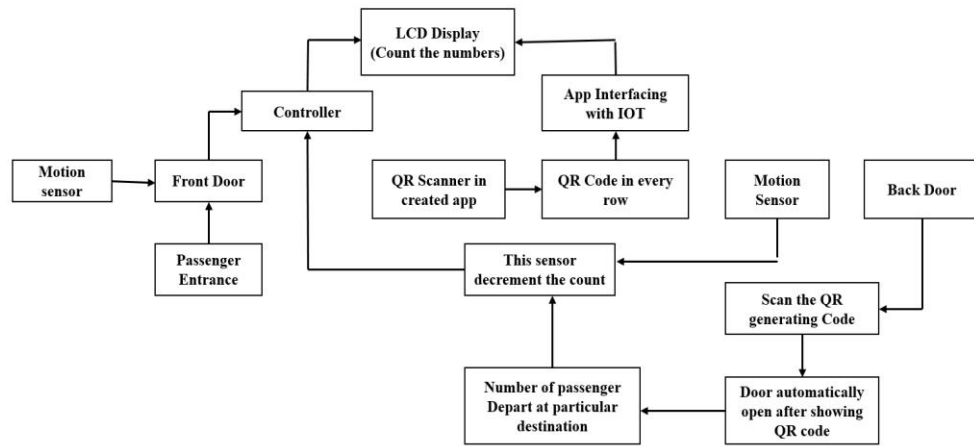 LCD Display
(Count the numbers)
App Interfacing
with IOT
Controller
Motion
sensor
Front Door
QR Scanner in
created app
QR Code in every
row
Motion
Sensor
Back Door
Passenger
Entrance
This sensor
decrement the count
Scan the QR
generating Code
Number of passenger
Depart at particular
destination
Door automatically
open after showing
QR code